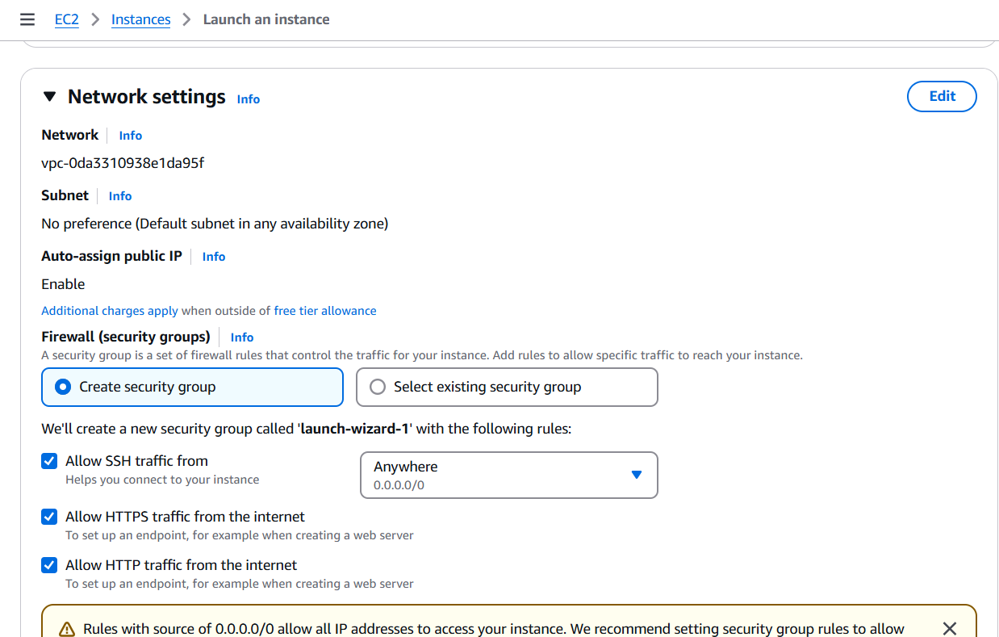 EC2 > Instances > Launch an instance
Network settings Info
Edit
Network Info
vpc-0da3310938e1da95f
Subnet Info
No preference (Default subnet in any availability zone)
Auto-assign public IP Info
Enable
Additional charges apply when outside of free tier allowance
Firewall (security groups) Info
A security group is a set of firewall rules that control the traffic for your instance. Add rules to allow specific traffic to reach your instance.
Create security group
Select existing security group
We'll create a new security group called 'launch-wizard-1' with the following rules:
Allow SSH traffic from
Helps you connect to your instance
Anywhere
0.0.0.0/0
Allow HTTPS traffic from the internet
To set up an endpoint, for example when creating a web server
Allow HTTP traffic from the internet
To set up an endpoint, for example when creating a web server
Rules with source of 0.0.0.0/0 allow all IP addresses to access your instance. We recommend setting security group rules to allow